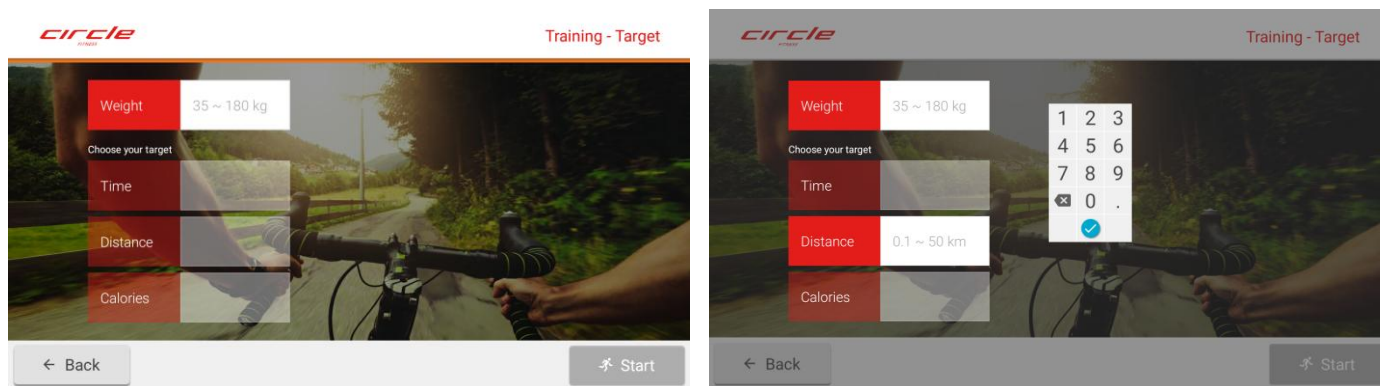 circle
FITNESS
Training - Target
Weight
35 ~ 180 kg
Choose your target
Time
Distance
Calories
← Back
Start
circle
FITNESS
Training - Target
Weight
35 ~ 180 kg
Choose your target
Time
Distance
0.1 ~ 50 km
Calories
1 2 3
4 5 6
7 8 9
0 .
← Back
Start